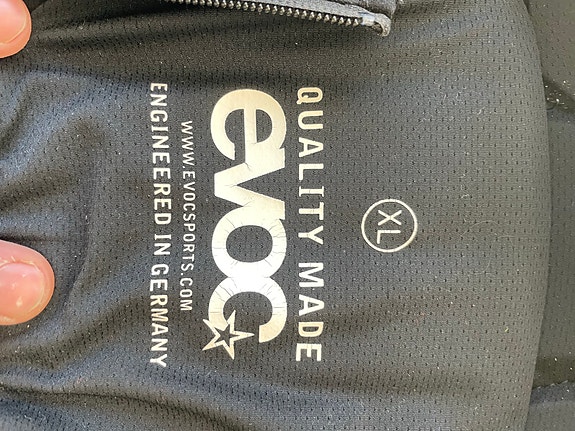 XL
QUALITY MADE
evoc
WWW.EVOCSPORTS.COM
ENGINEERED IN GERMANY